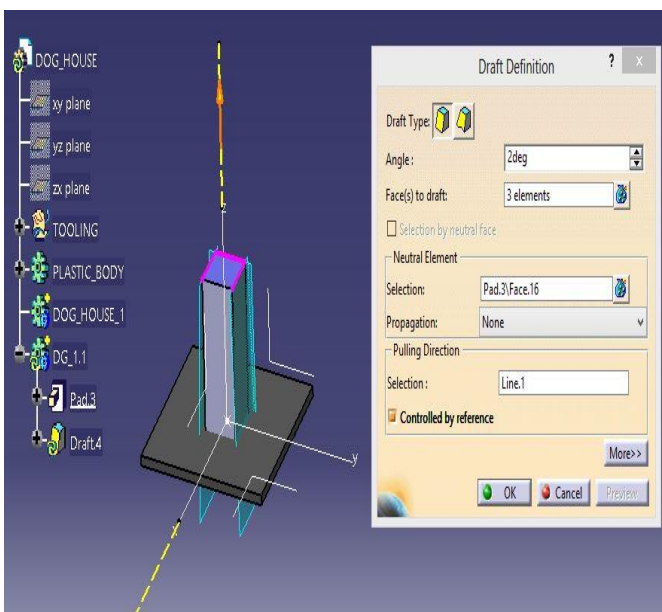 DOG_HOUSE
xy plane
yz plane
zx plane
TOOLING
PLASTIC_BODY
DOG_HOUSE_1
DG_1.1
Pad.3
Draft.4
z
y
Draft Definition
?
x
Draft Type:
Angle :
2deg
Face(s) to draft:
3 elements
Selection by neutral face
Neutral Element
Selection:
Pad.3\Face.16
Propagation:
None
Pulling Direction
Selection :
Line.1
Controlled by reference
More>>
OK
Cancel
Preview